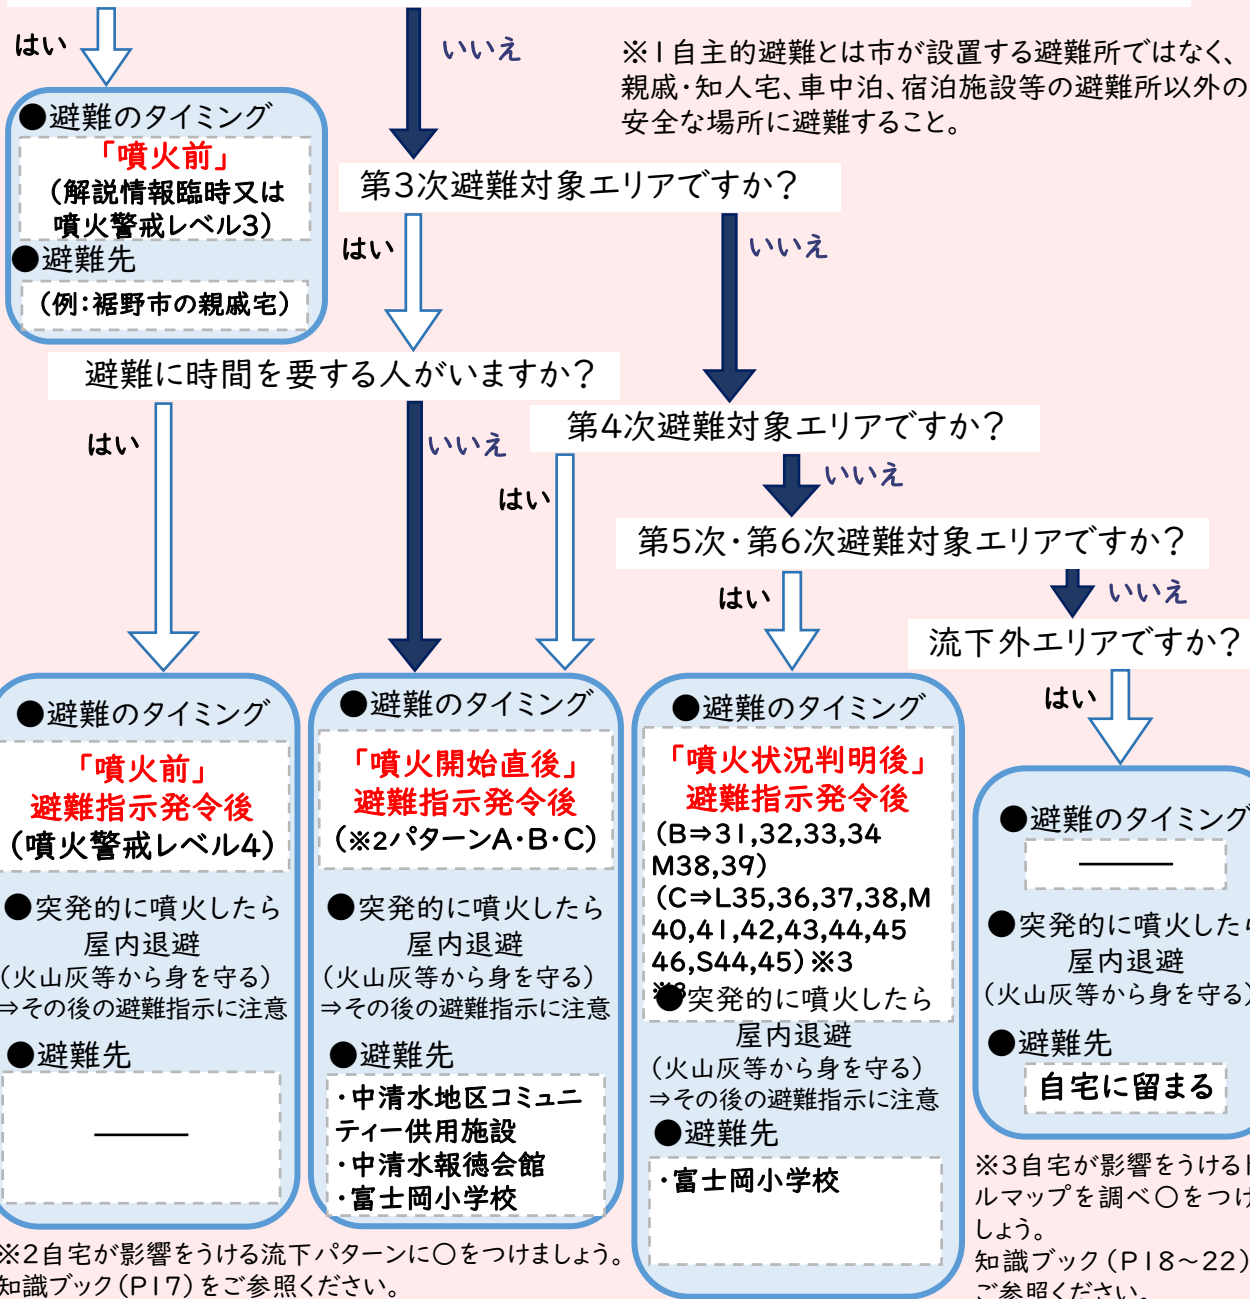 はい
いいえ
※1自主的避難とは市が設置する避難所ではなく、
親戚・知人宅、車中泊、宿泊施設等の避難所以外の
安全な場所に避難すること。
●避難のタイミング
「噴火前」
(解説情報臨時又は
噴火警戒レベル3)
●避難先
(例:裾野市の親戚宅)
第3次避難対象エリアですか?
はい
いいえ
避難に時間を要する人がいますか?
はい
いいえ
第4次避難対象エリアですか?
はい
いいえ
第5次・第6次避難対象エリアですか?
はい
いいえ
流下外エリアですか?
はい
●避難のタイミング
「噴火前」
避難指示発令後
(噴火警戒レベル4)
●突発的に噴火したら
屋内退避
(火山灰等から身を守る)
⇒その後の避難指示に注意
●避難先
●避難のタイミング
「噴火開始直後」
避難指示発令後
(※2パターンA・B・C)
●突発的に噴火したら
屋内退避
(火山灰等から身を守る)
⇒その後の避難指示に注意
●避難先
・中清水地区コミュニ
ティー供用施設
・中清水報徳会館
・富士岡小学校
●避難のタイミング
「噴火状況判明後」
避難指示発令後
(B⇒31,32,33,34
M38,39)
(C⇒L35,36,37,38,M
40,41,42,43,44,45
46,S44,45)※3
●突発的に噴火したら
屋内退避
(火山灰等から身を守る)
⇒その後の避難指示に注意
●避難先
・富士岡小学校
●避難のタイミング
●突発的に噴火したら
屋内退避
(火山灰等から身を守る)
●避難先
自宅に留まる
※2自宅が影響をうける流下パターンに〇をつけましょう。
知識ブック(P17)をご参照ください。
※3自宅が影響をうけるド
ルマップを調べ〇をつけ
しょう。
知識ブック(P18~22)
ご参照ください。